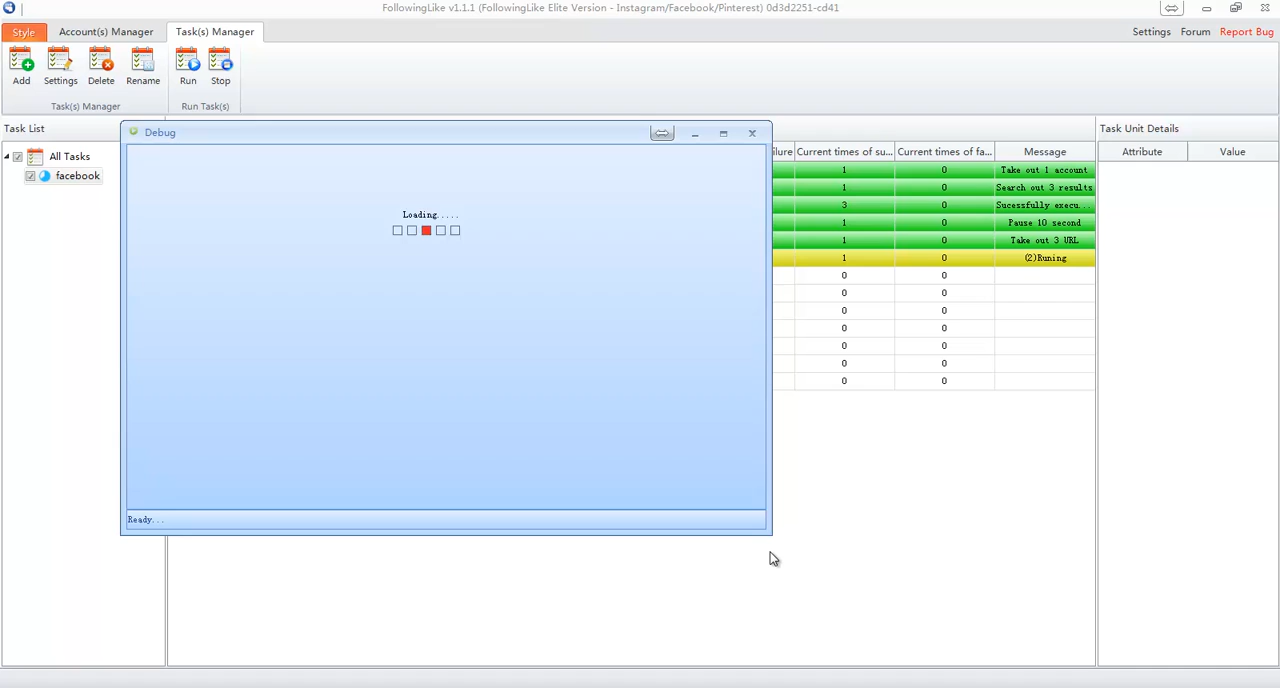 FollowingLike v1.1.1 (FollowingLike Elite Version - Instagram/Facebook/Pinterest) 0d3d2251-cd41
Style Account(s) Manager Task(s) Manager Settings Forum Report Bug
Add Settings Delete Rename Run Stop
Task(s) Manager Run Task(s)
Task List Task Unit Details
Debug
ilure Current times of su... Current times of fa... Message Attribute Value
All Tasks
facebook
1 0 Take out 1 account
1 0 Search out 3 results
3 0 Sucessfully execu...
1 0 Pause 10 second
1 0 Take out 3 URL
1 0 (2)Runing
0 0
0 0
0 0
0 0
0 0
0 0
0 0
Loading.....
Ready...